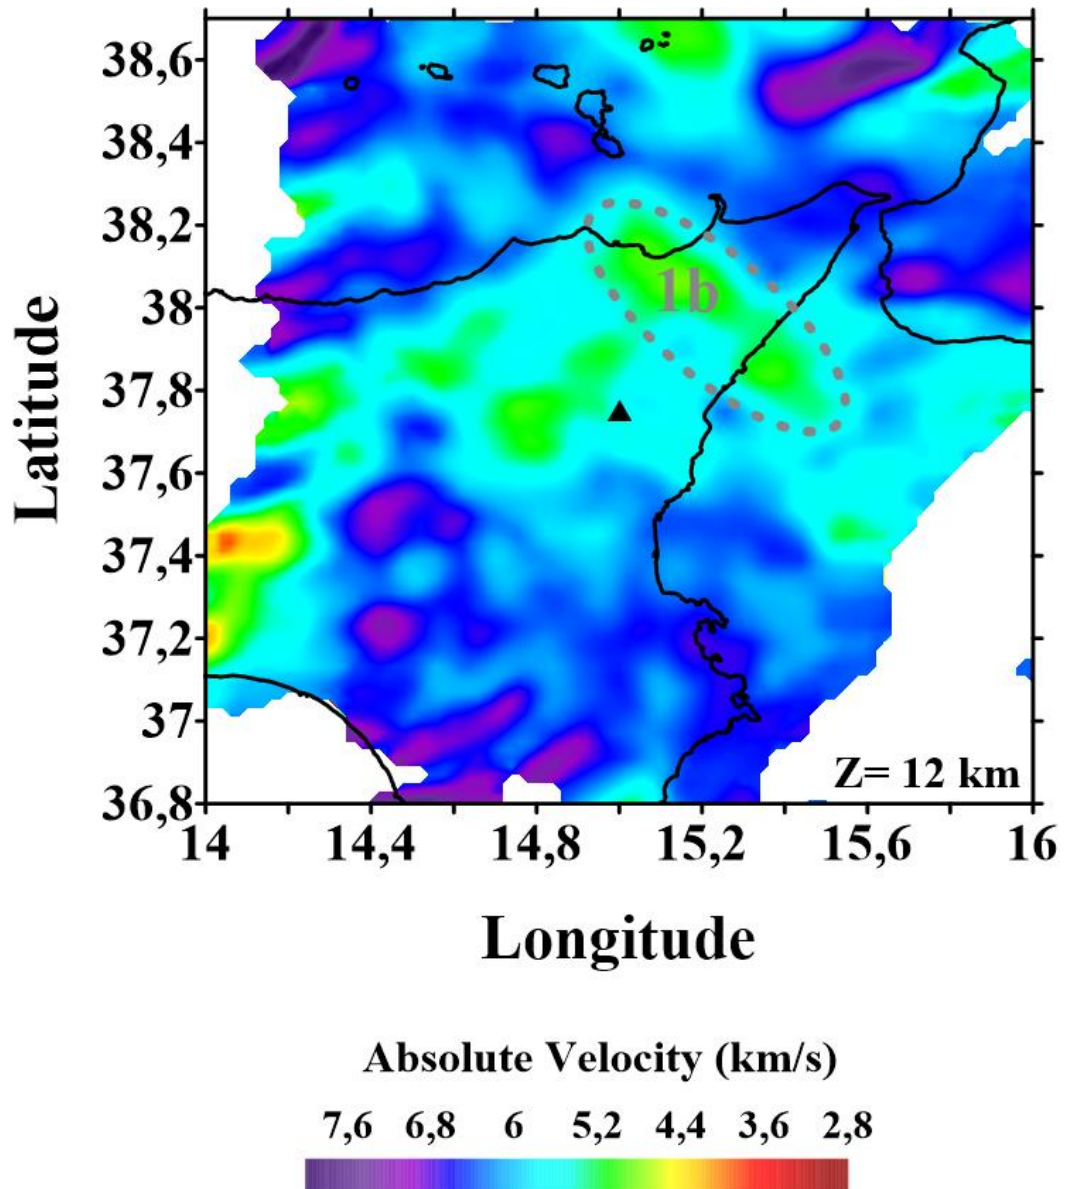 38,6
38,4
38,2
38
37,8
37,6
37,4
37,2
37
36,8
Latitude
1b
Z= 12 km
14 14,4 14,8 15,2 15,6 16
Longitude
Absolute Velocity (km/s)
7,6 6,8 6 5,2 4,4 3,6 2,8